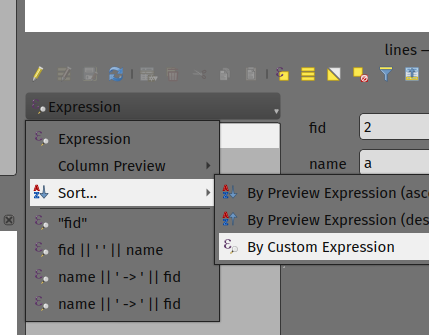 lines —
Expression
fid 2
name a
Expression
Column Preview
Sort...
By Preview Expression (asc
By Preview Expression (des
By Custom Expression
"fid"
fid || ' ' || name
name || ' -> ' || fid
name || ' -> ' || fid